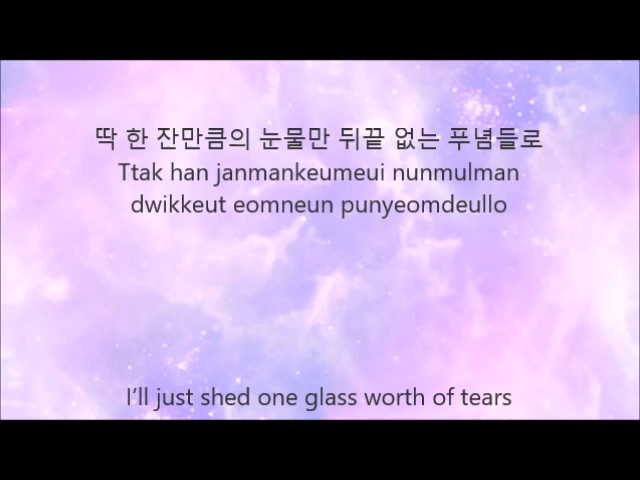 딱 한 잔만큼의 눈물만 뒤끝 없는 푸념들로
Ttak han janmankeumeui nunmulman
dwikkeut eomneun punyeomdeullo
I'll just shed one glass worth of tears